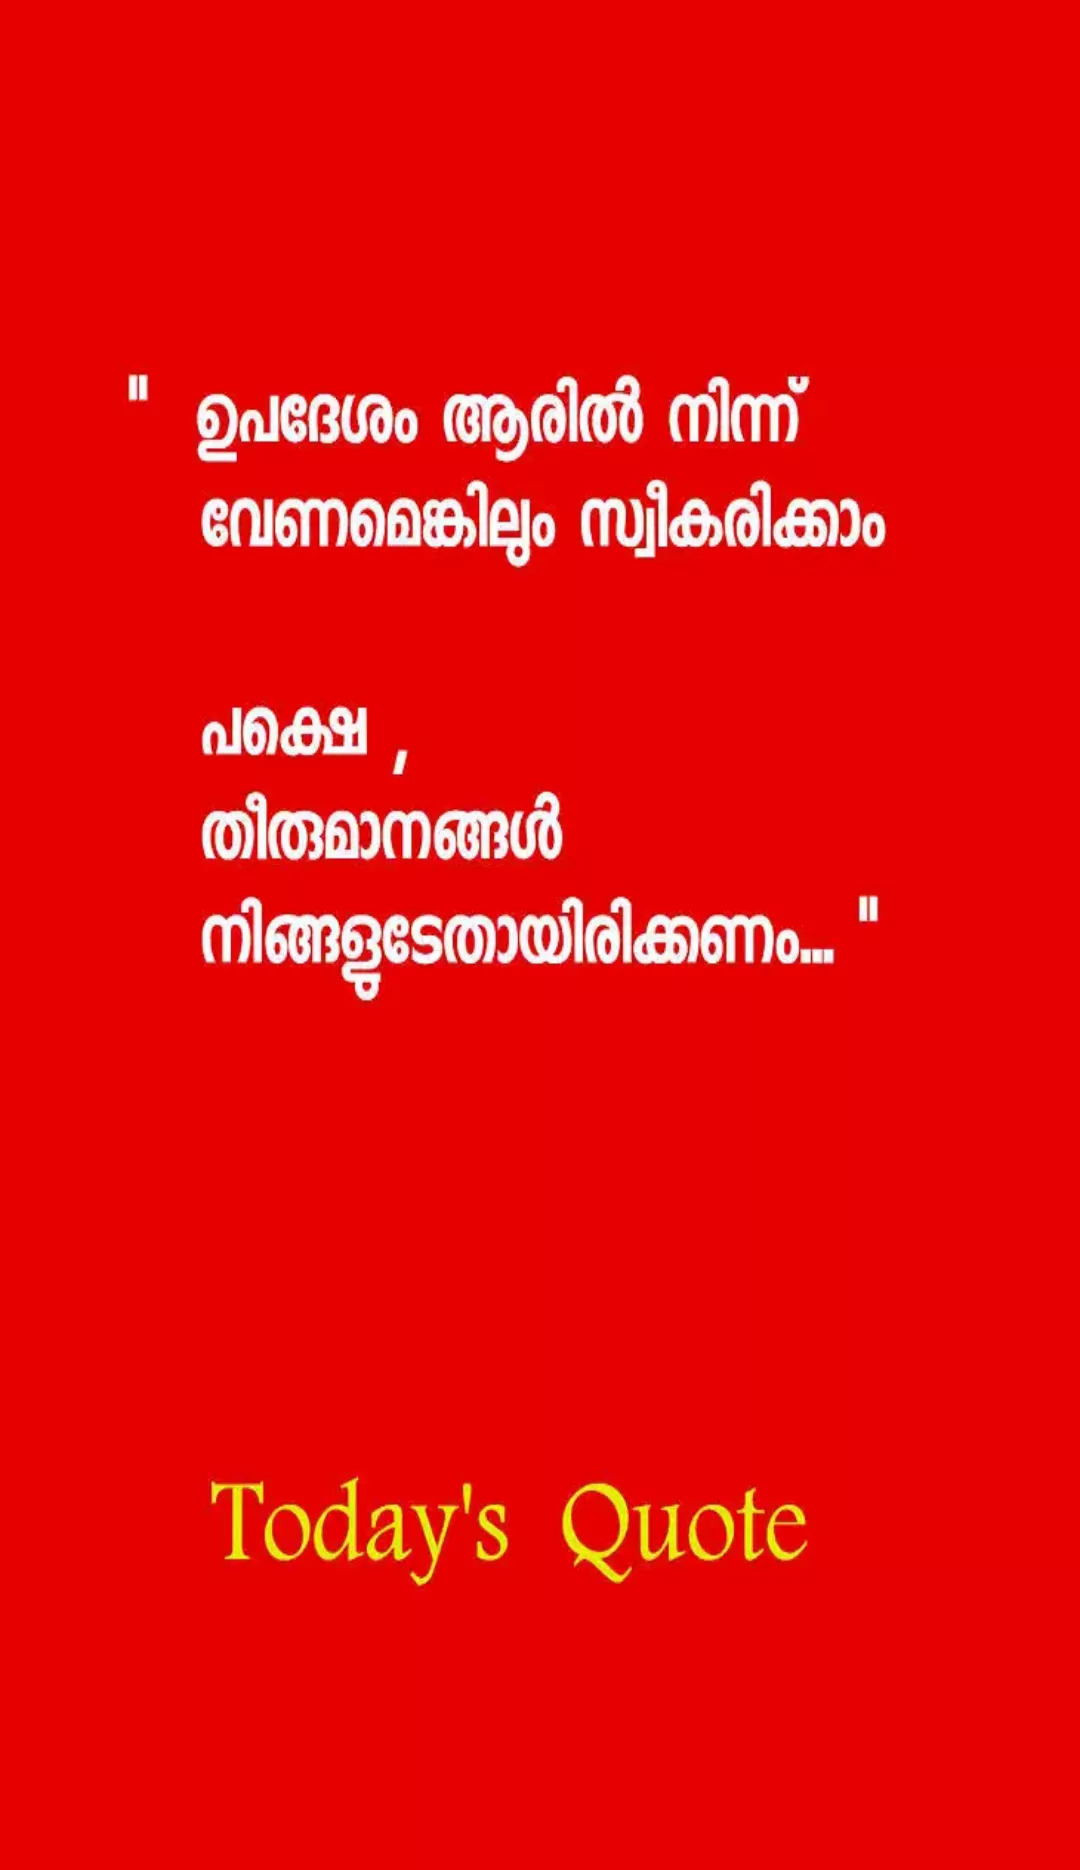 " ഉപദേശം ആരിൽ നിന്ന്
വേണമെങ്കിലും സ്വീകരിക്കാം
പക്ഷെ ,
തീരുമാനങ്ങൾ
നിങ്ങളുടേതായിരിക്കണം... "
Today's Quote